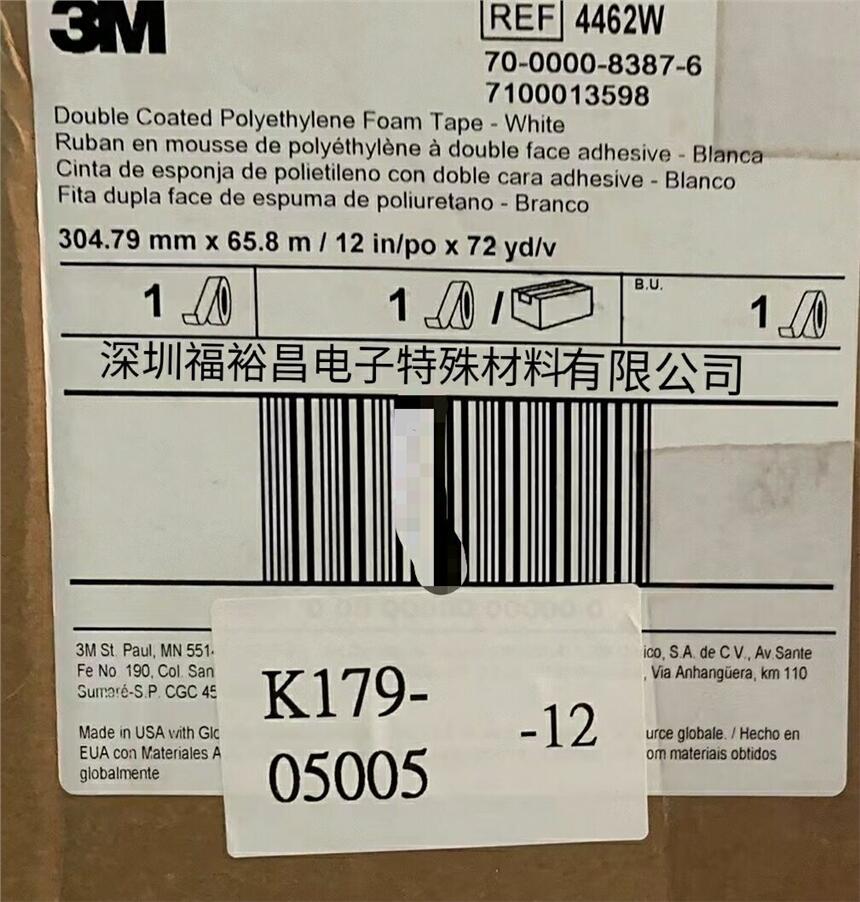 3M
REF 4462W
70-0000-8387-6
7100013598
Double Coated Polyethylene Foam Tape - White
Ruban en mousse de polyéthylène à double face adhesive - Blanca
Cinta de esponja de polietileno con doble cara adhesive - Blanco
Fita dupla face de espuma de poliuretano - Branco
304.79 mm x 65.8 m / 12 in/po x 72 yd/v
1 1 / B.U. 1
深圳福裕昌电子特殊材料有限公司
3M St. Paul, MN 551
ico, S.A. de C.V., Av.Sante
Fe No 190, Col. San
, Via Anhangüera, km 110
Sumaré-S.P. CGC 45
K179-
05005
-12
Made in USA with Glo
urce globale. / Hecho en
EUA con Materiales A
om materiais obtidos
globalmente